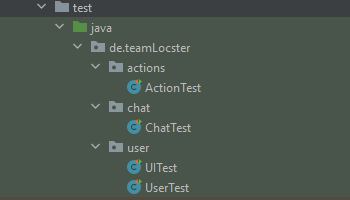 test
java
de.teamLocster
actions
ActionTest
chat
ChatTest
user
UITest
UserTest